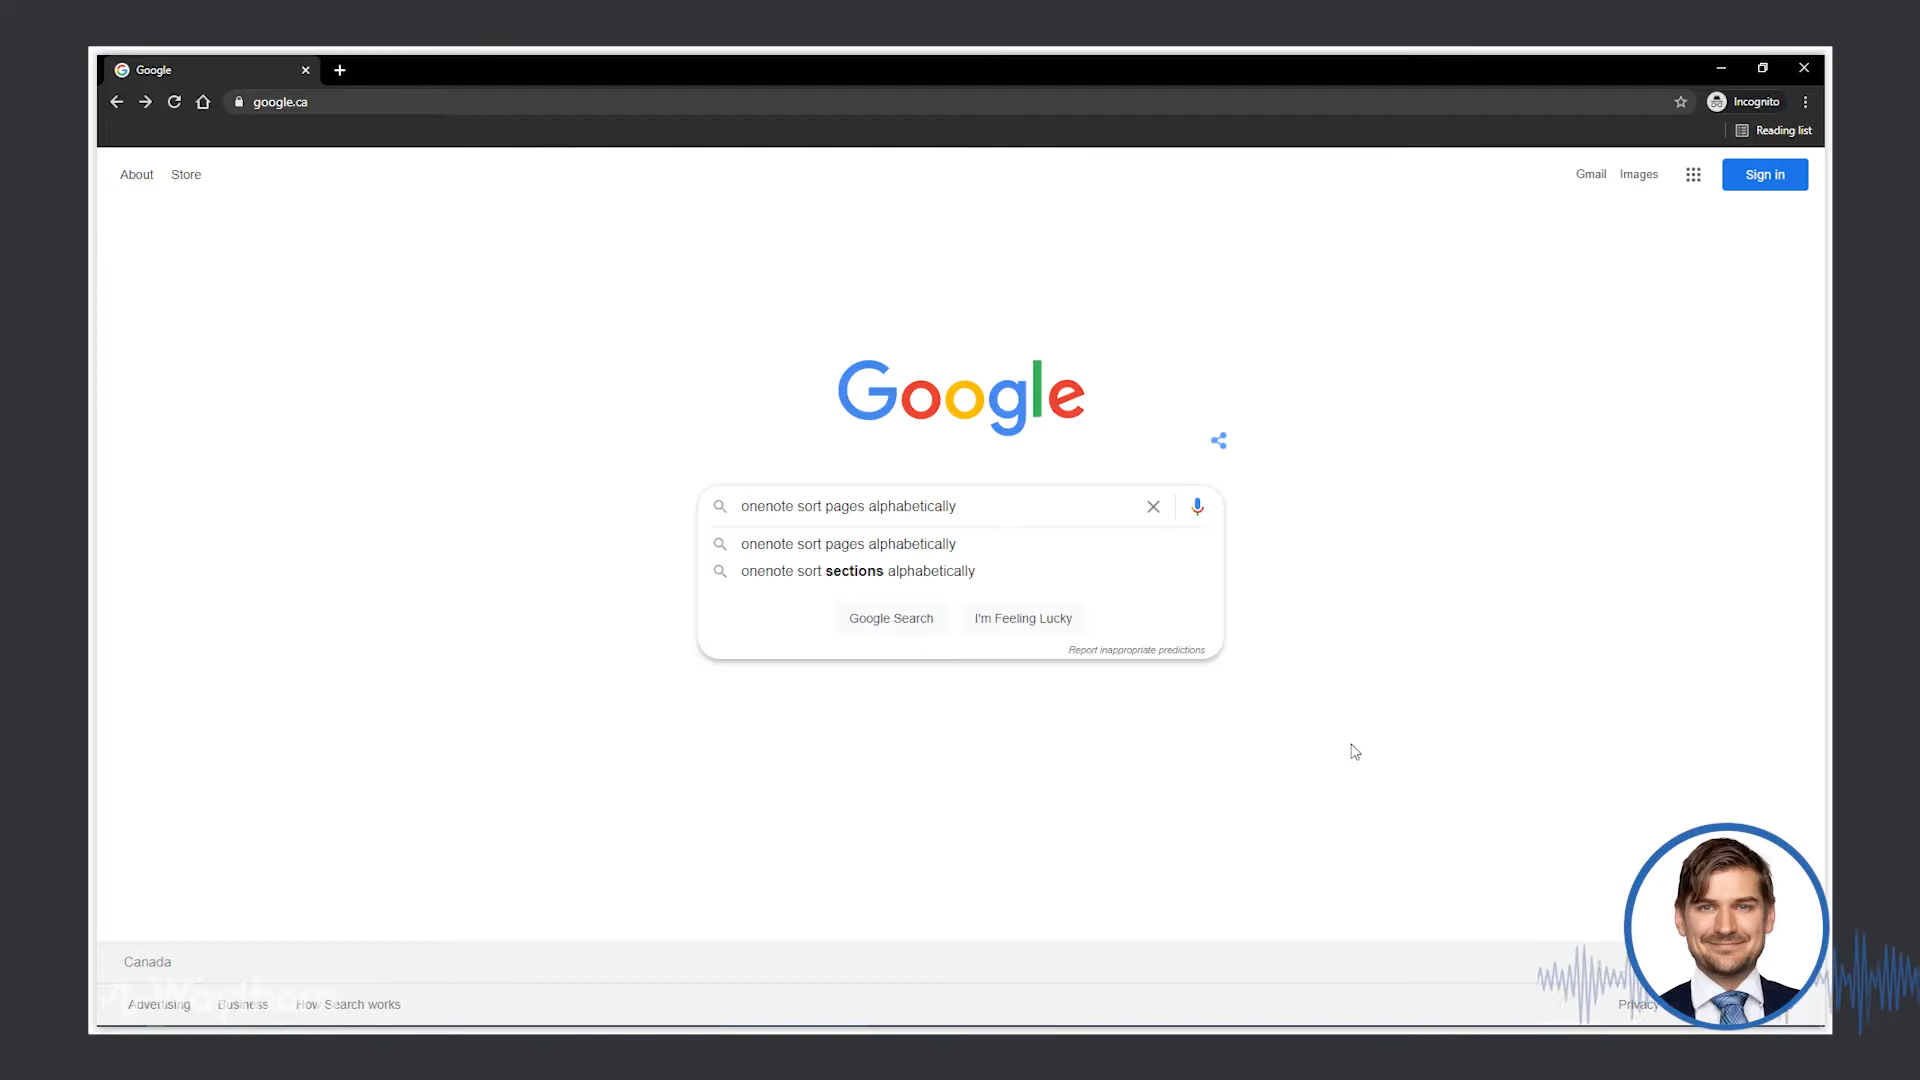 Google
google.ca
Incognito
Reading list
About Store
Gmail Images Sign in
Google
onenote sort pages alphabetically
onenote sort pages alphabetically
onenote sort sections alphabetically
Google Search I'm Feeling Lucky
Report inappropriate predictions
Canada
Advertising Business How Search works
Privacy